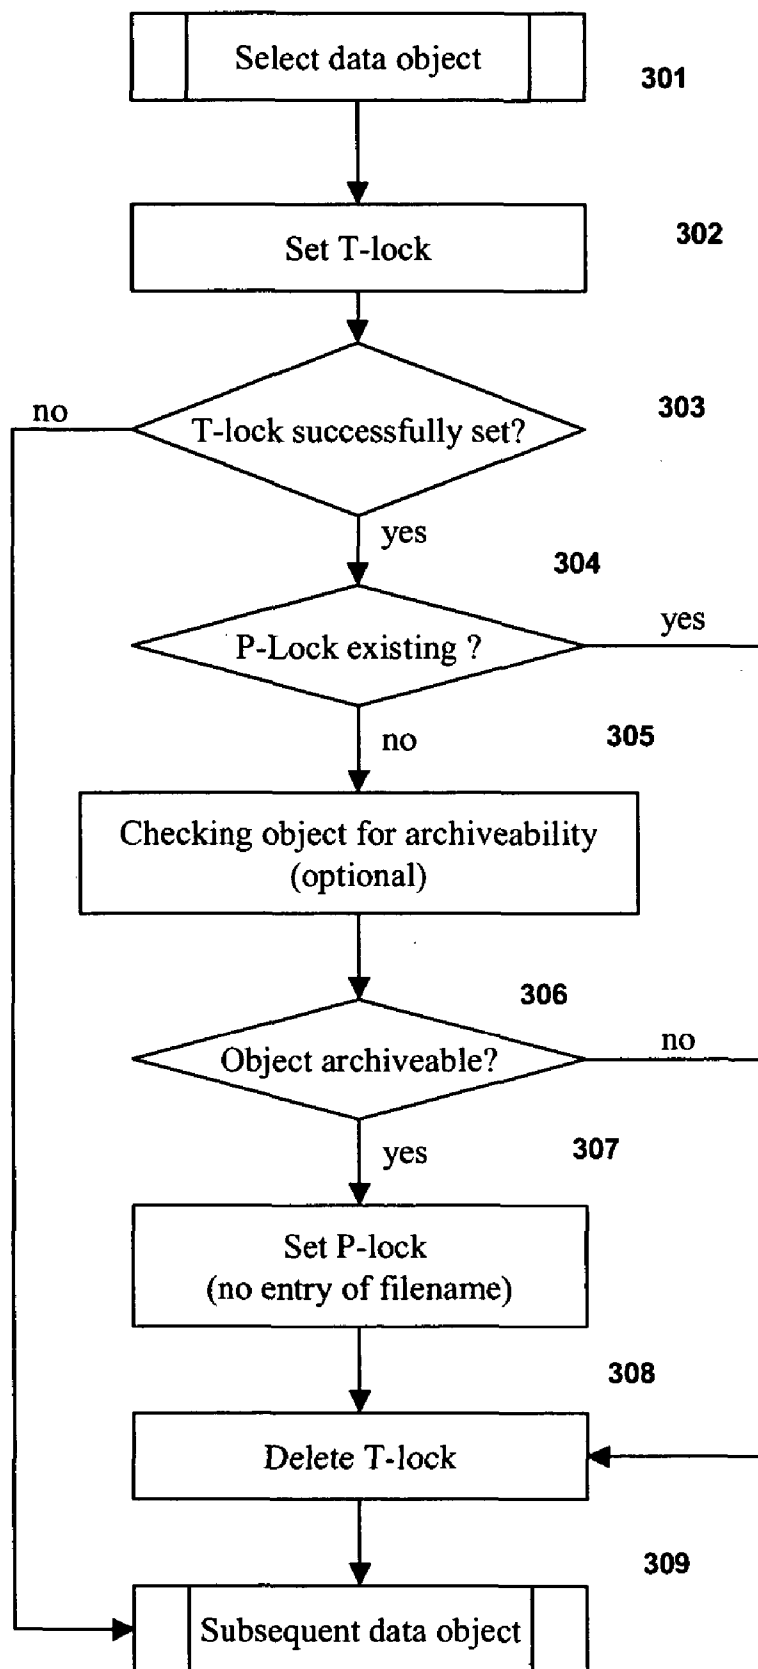 Select data object
301
Set T-lock
302
no
T-lock successfully set?
303
yes
304
P-Lock existing ?
yes
no
305
Checking object for archiveability
(optional)
306
Object archiveable?
no
yes
307
Set P-lock
(no entry of filename)
308
Delete T-lock
309
Subsequent data object